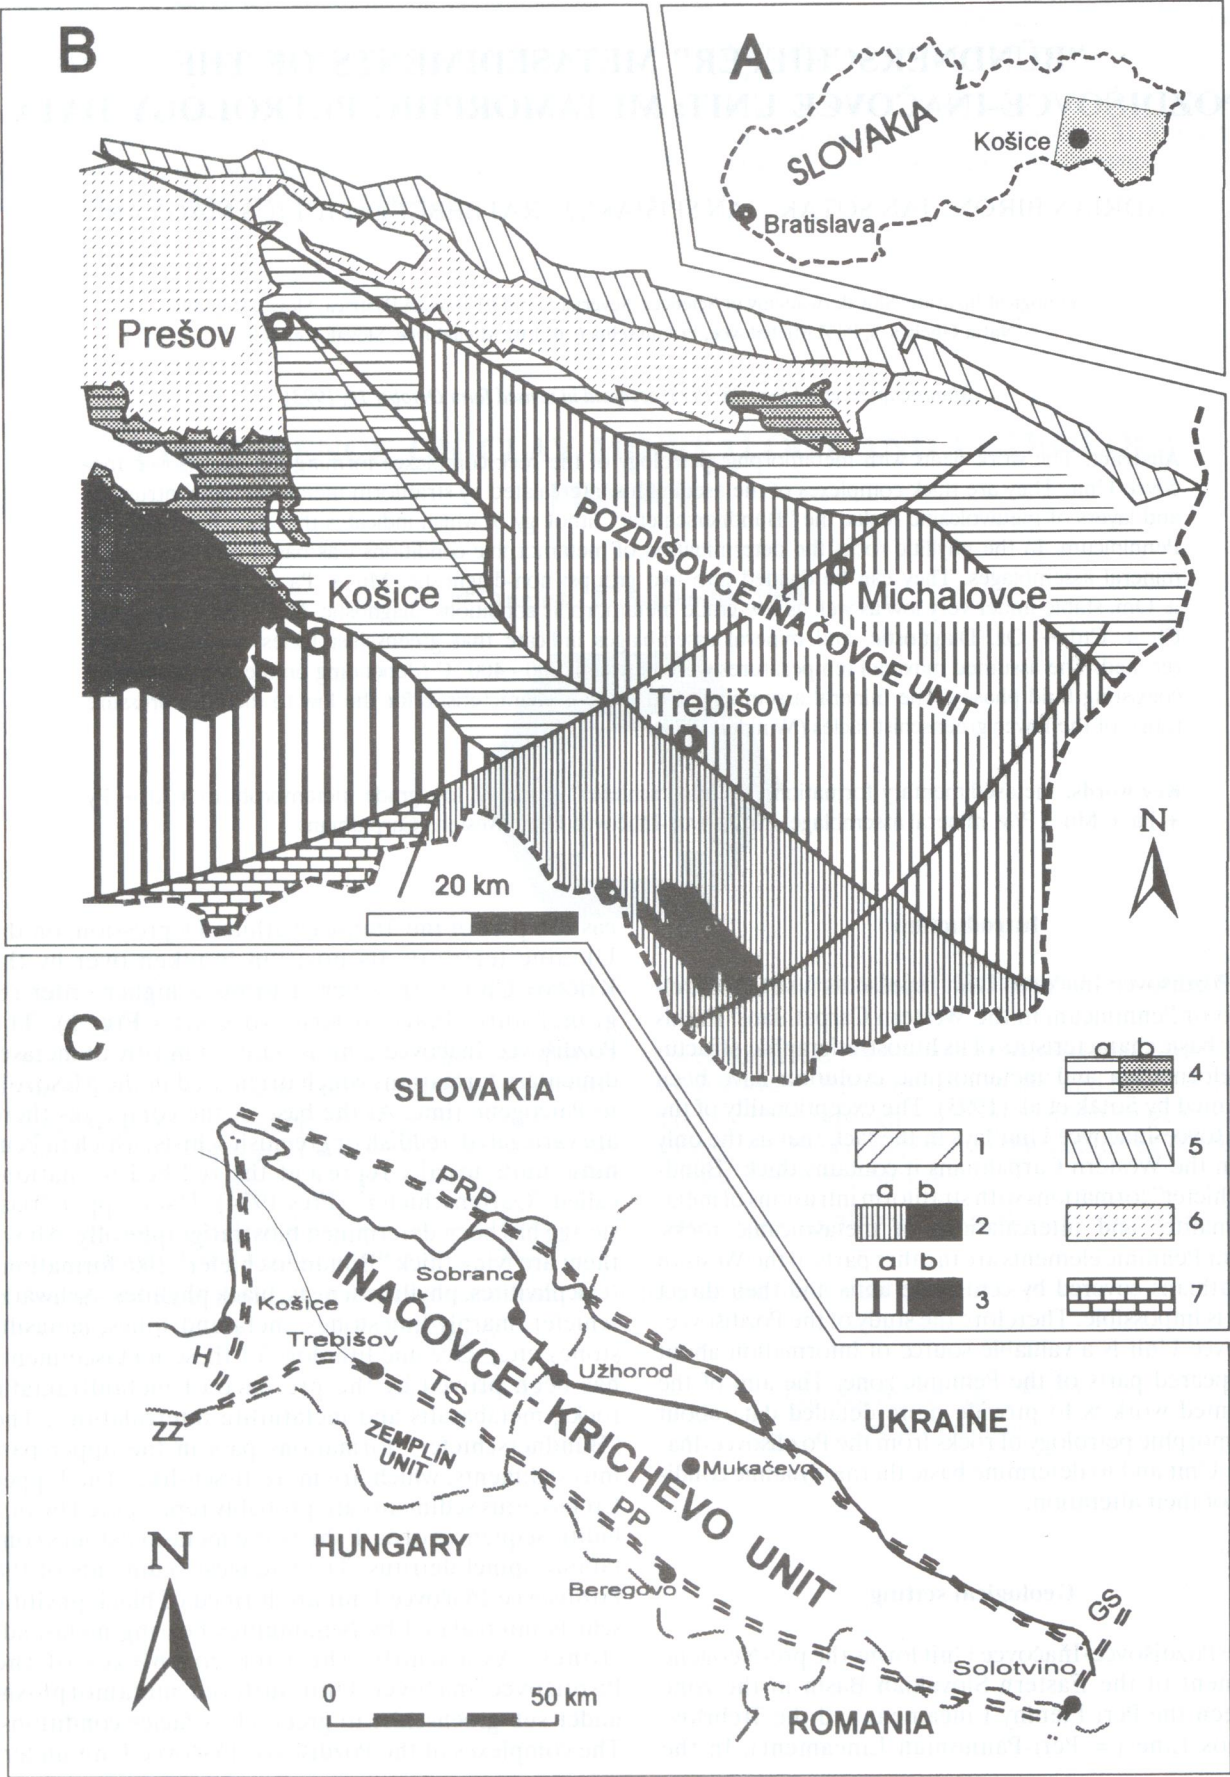 B
A
SLOVAKIA
Košice
Bratislava
Prešov
Košice
POZDIŠOVCE-IŇAČOVCE UNIT
Michalovce
Trebišov
20 km
N
C
SLOVAKIA
PRP
Sobrance
Košice
IŇAČOVCE-KRICHEVO UNIT
Trebišov
H
TS
Užhorod
ZZ
ZEMPLÍN
UNIT
UKRAINE
Mukačevo
PP
HUNGARY
Beregovo
GS
Solotvino
ROMANIA
N
0 50 km
a b
4
1
5
a b
2
6
a b
3
7